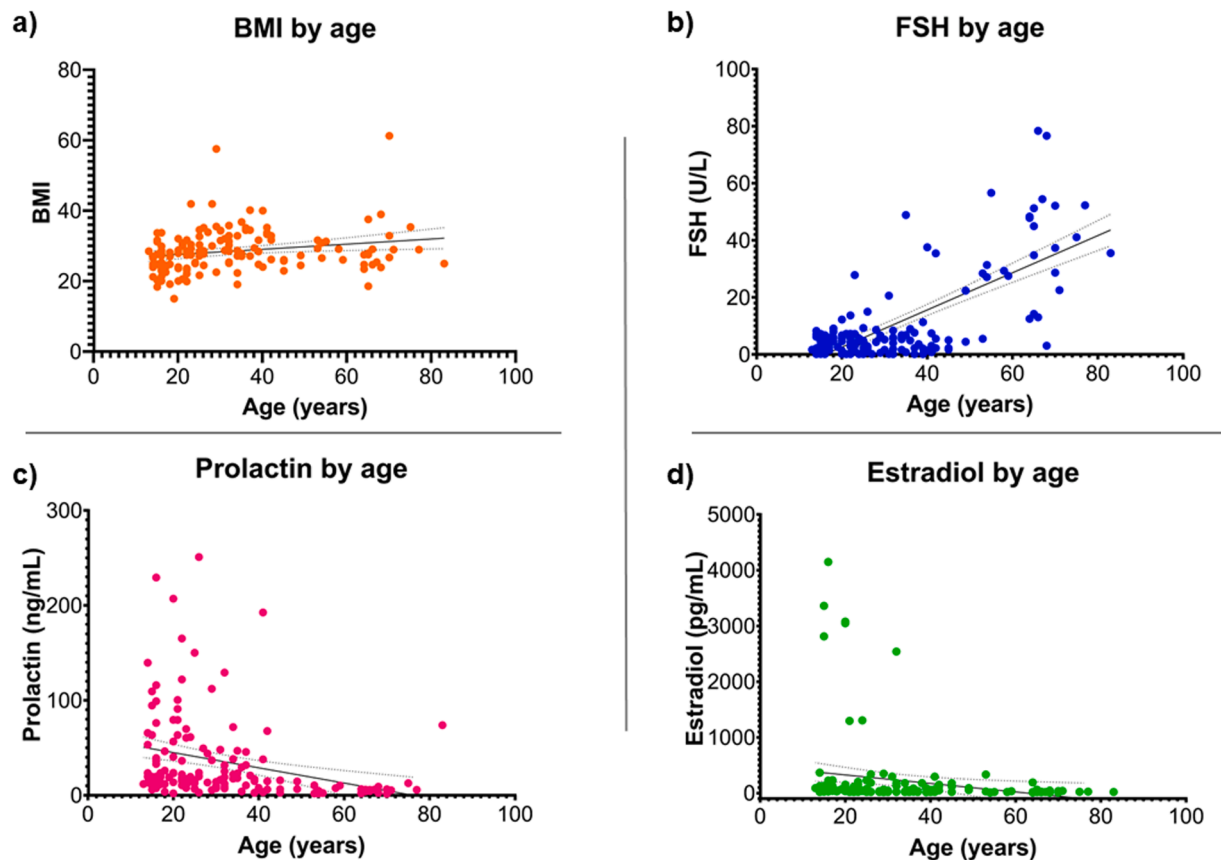 a)
BMI by age
80
60
40
20
0
BMI
0 20 40 60 80 100
Age (years)
b)
FSH by age
100
80
60
40
20
0
FSH (U/L)
0 20 40 60 80 100
Age (years)
c)
Prolactin by age
300
200
100
0
Prolactin (ng/mL)
0 20 40 60 80 100
Age (years)
d)
Estradiol by age
5000
4000
3000
2000
1000
0
Estradiol (pg/mL)
0 20 40 60 80 100
Age (years)